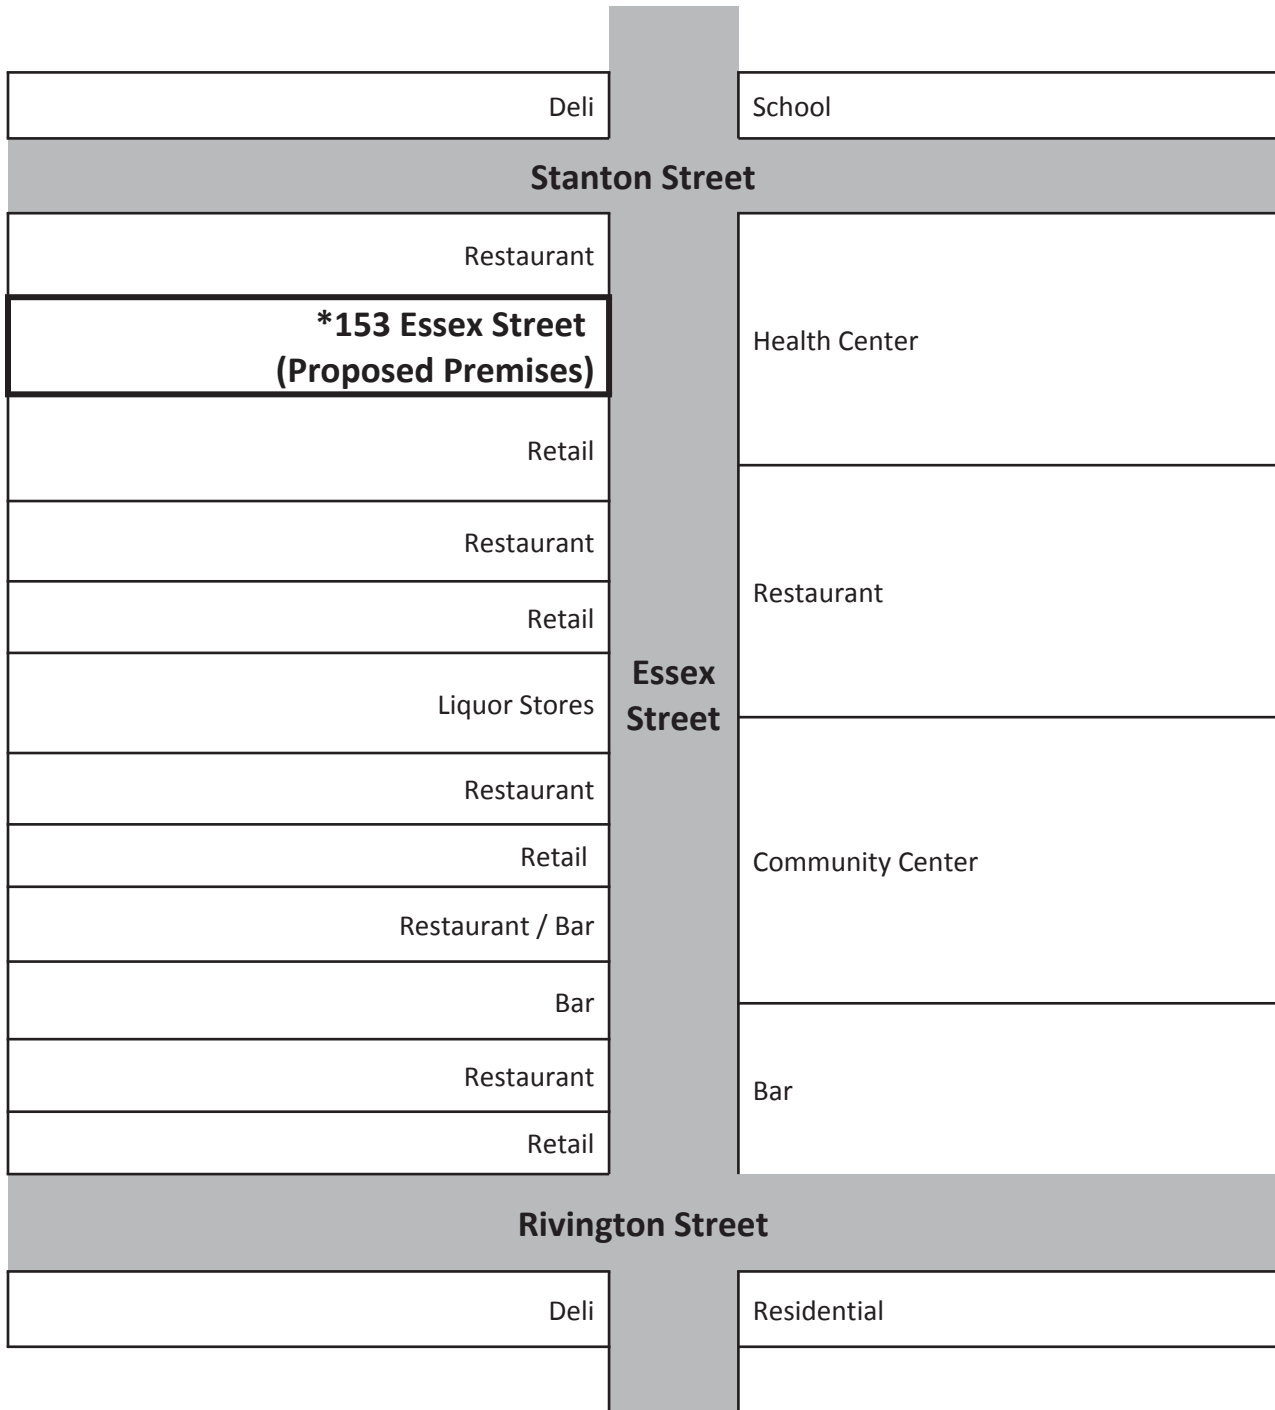 Deli
School
Stanton Street
Restaurant
*153 Essex Street
(Proposed Premises)
Health Center
Retail
Restaurant
Restaurant
Retail
Essex
Street
Liquor Stores
Restaurant
Retail
Community Center
Restaurant / Bar
Bar
Restaurant
Bar
Retail
Rivington Street
Deli
Residential